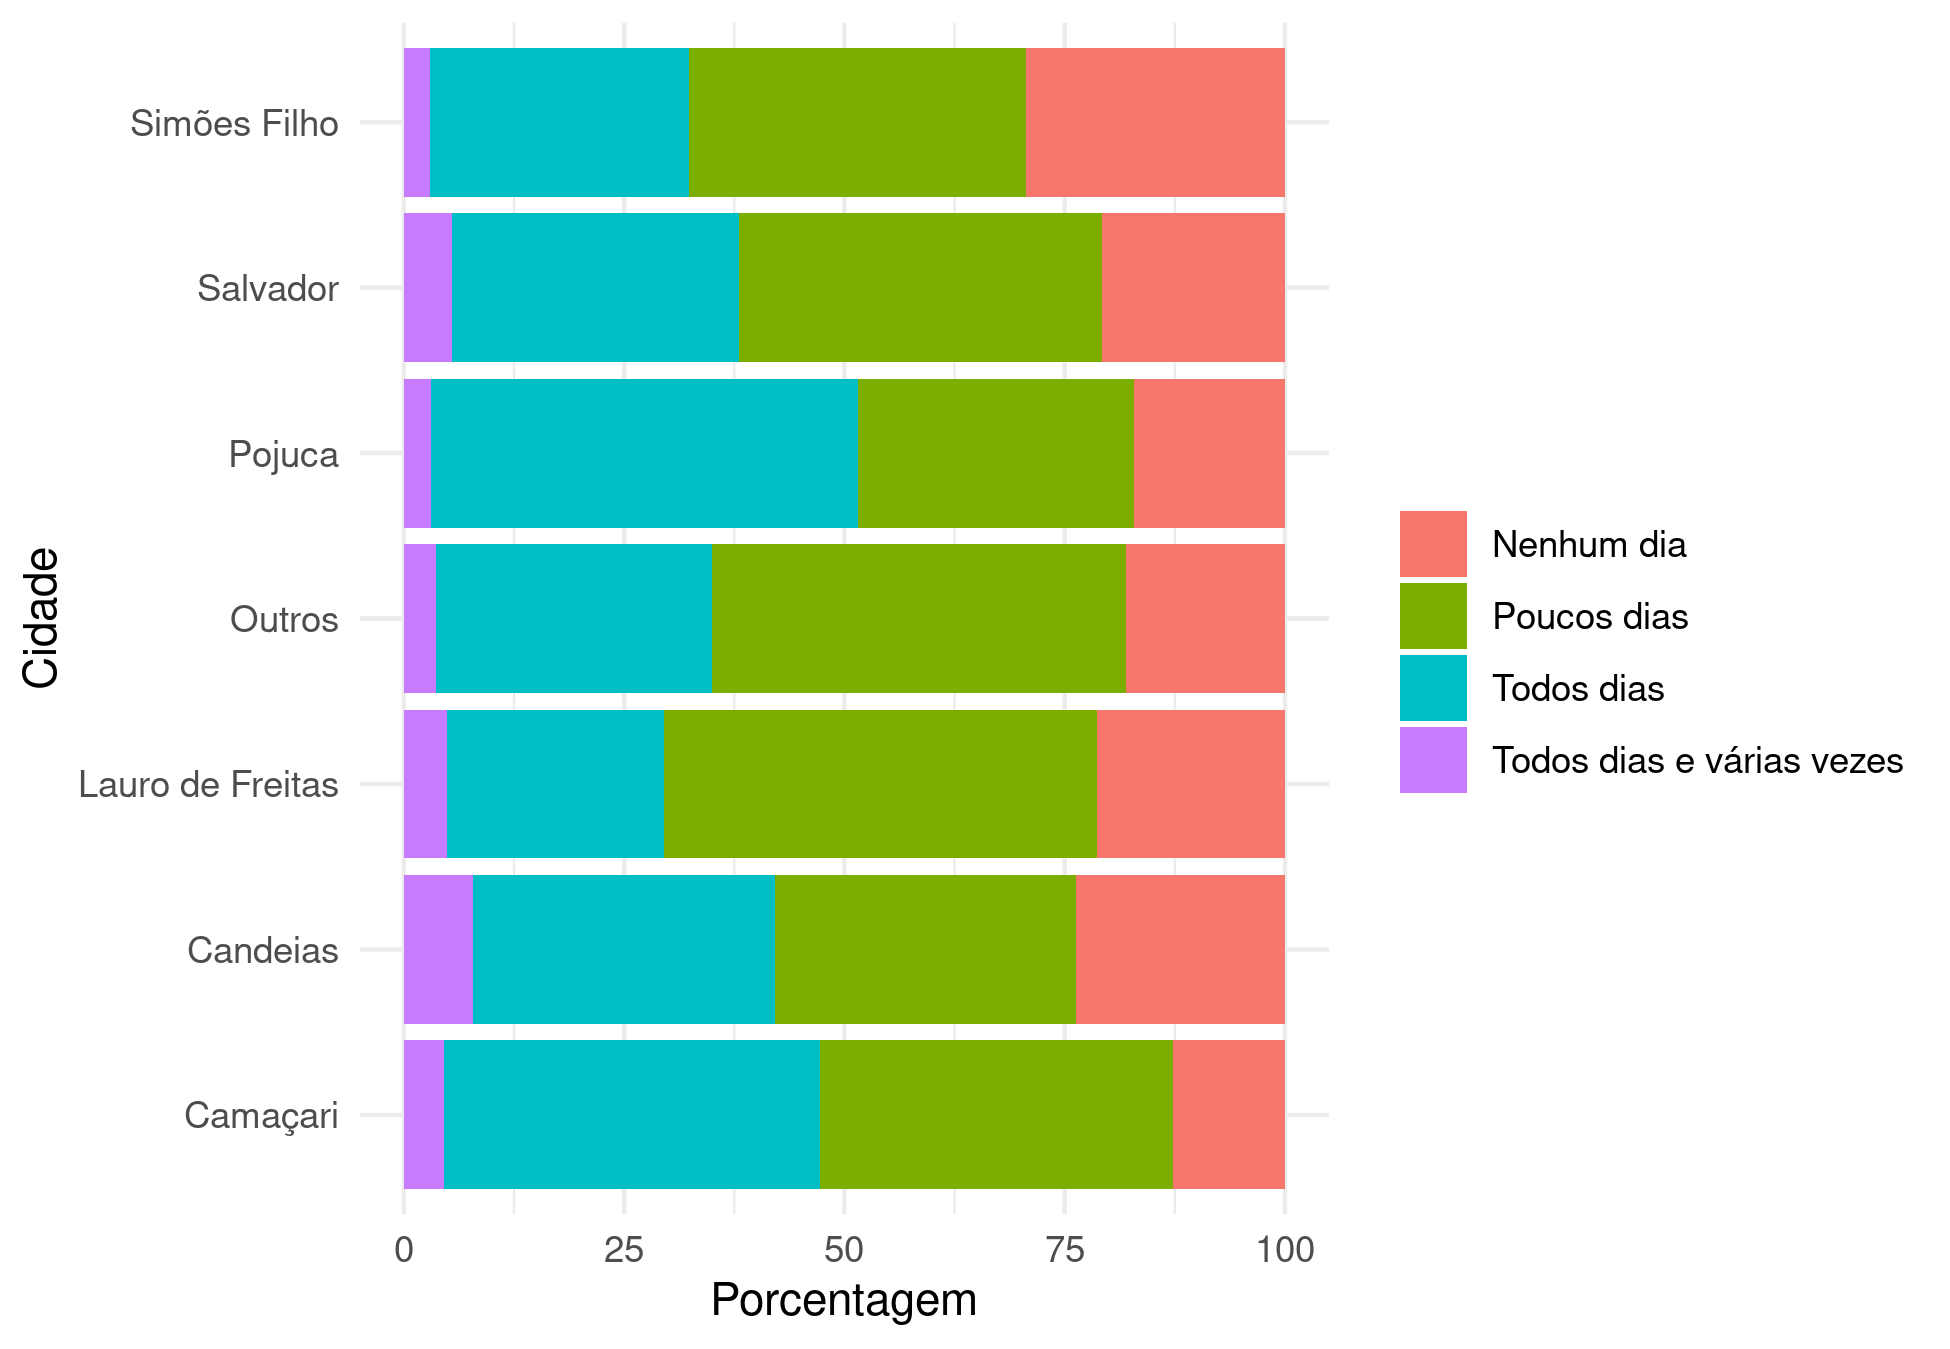 Simões Filho
Salvador
Pojuca
Outros
Lauro de Freitas
Candeias
Camaçari
Cidade
0 25 50 75 100
Porcentagem
Nenhum dia
Poucos dias
Todos dias
Todos dias e várias vezes